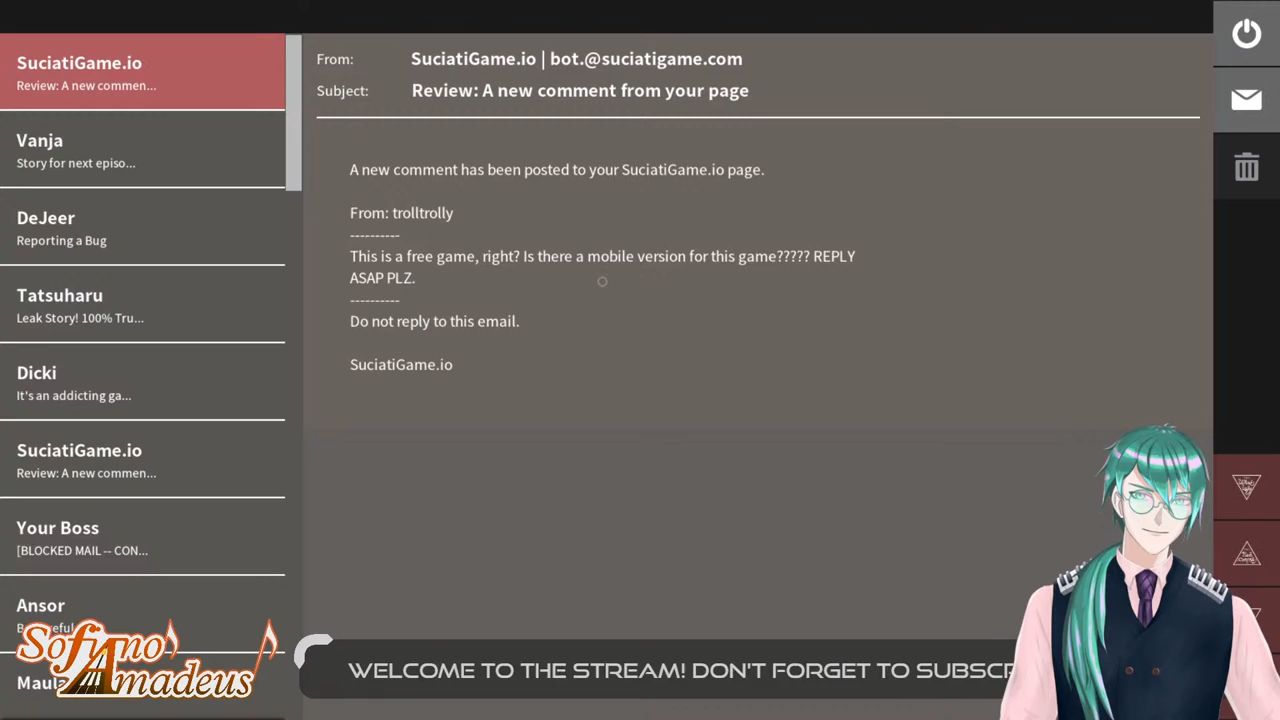 SuciatiGame.io
Review: A new commen...
Vanja
Story for next episo...
DeJeer
Reporting a Bug
Tatsuharu
Leak Story! 100% Tru...
Dicki
It's an addicting ga...
SuciatiGame.io
Review: A new commen...
Your Boss
[BLOCKED MAIL -- CON...
Ansor
Maula
From: SuciatiGame.io | bot.@suciatigame.com
Subject: Review: A new comment from your page
A new comment has been posted to your SuciatiGame.io page.
From: trolltrolly
----------
This is a free game, right? Is there a mobile version for this game????? REPLY
ASAP PLZ.
----------
Do not reply to this email.
SuciatiGame.io
Sofiano
Amadeus
WELCOME TO THE STREAM! DON'T FORGET TO SUBSCR